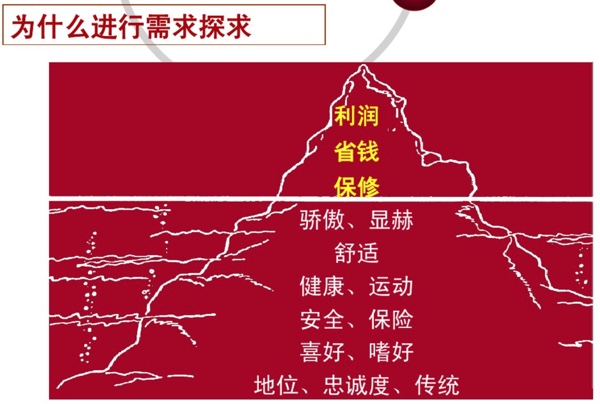 为什么进行需求探求
利润
省钱
保修
骄傲、显赫
舒适
健康、运动
安全、保险
喜好、嗜好
地位、忠诚度、传统